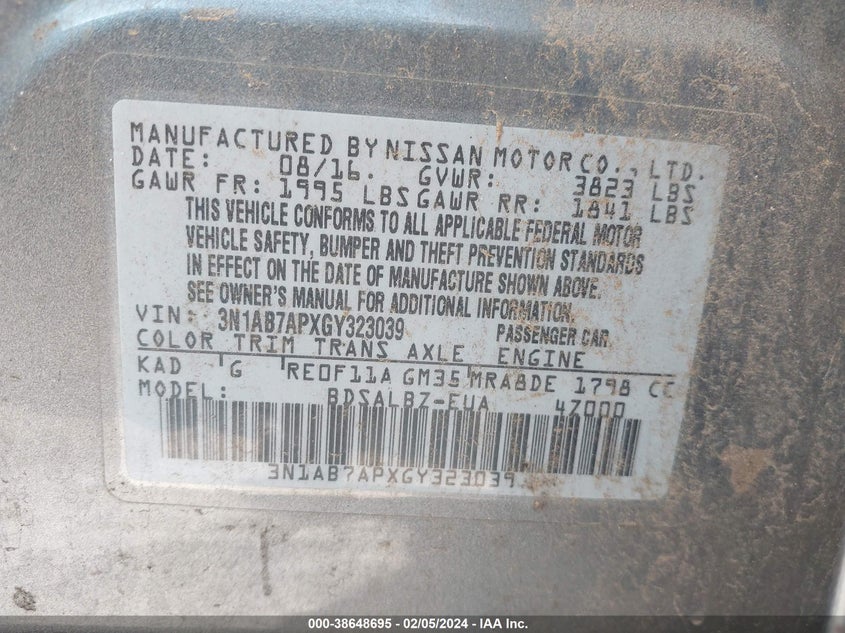 MANUFACTURED BY NISSAN MOTOR CO., LTD.
DATE: 08/16. GVWR: 3823 LBS
GAWR FR: 1995 LBS GAWR RR: 1841 LBS
THIS VEHICLE CONFORMS TO ALL APPLICABLE FEDERAL MOTOR
VEHICLE SAFETY, BUMPER AND THEFT PREVENTION STANDARDS
IN EFFECT ON THE DATE OF MANUFACTURE SHOWN ABOVE.
SEE OWNER'S MANUAL FOR ADDITIONAL INFORMATION.
VIN: 3N1AB7APXGY323039 PASSENGER CAR
COLOR TRIM TRANS AXLE ENGINE
KAD G RE0F11A GM35 MRA8DE 1798 CC
MODEL: BDSALBZ-EUA 47000
3N1AB7APXGY323039
000-38648695 - 02/05/2024 - IAA Inc.